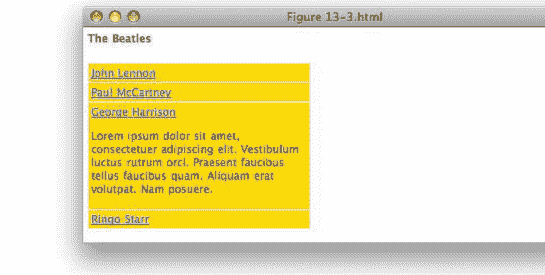 Figure 13-3.html
The Beatles
John Lennon
Paul McCartney
George Harrison
Lorem ipsum dolor sit amet,
consectetuer adipiscing elit. Vestibulum
luctus rutrum orci. Praesent faucibus
tellus faucibus quam. Aliquam erat
volutpat. Nam posuere.
Ringo Starr